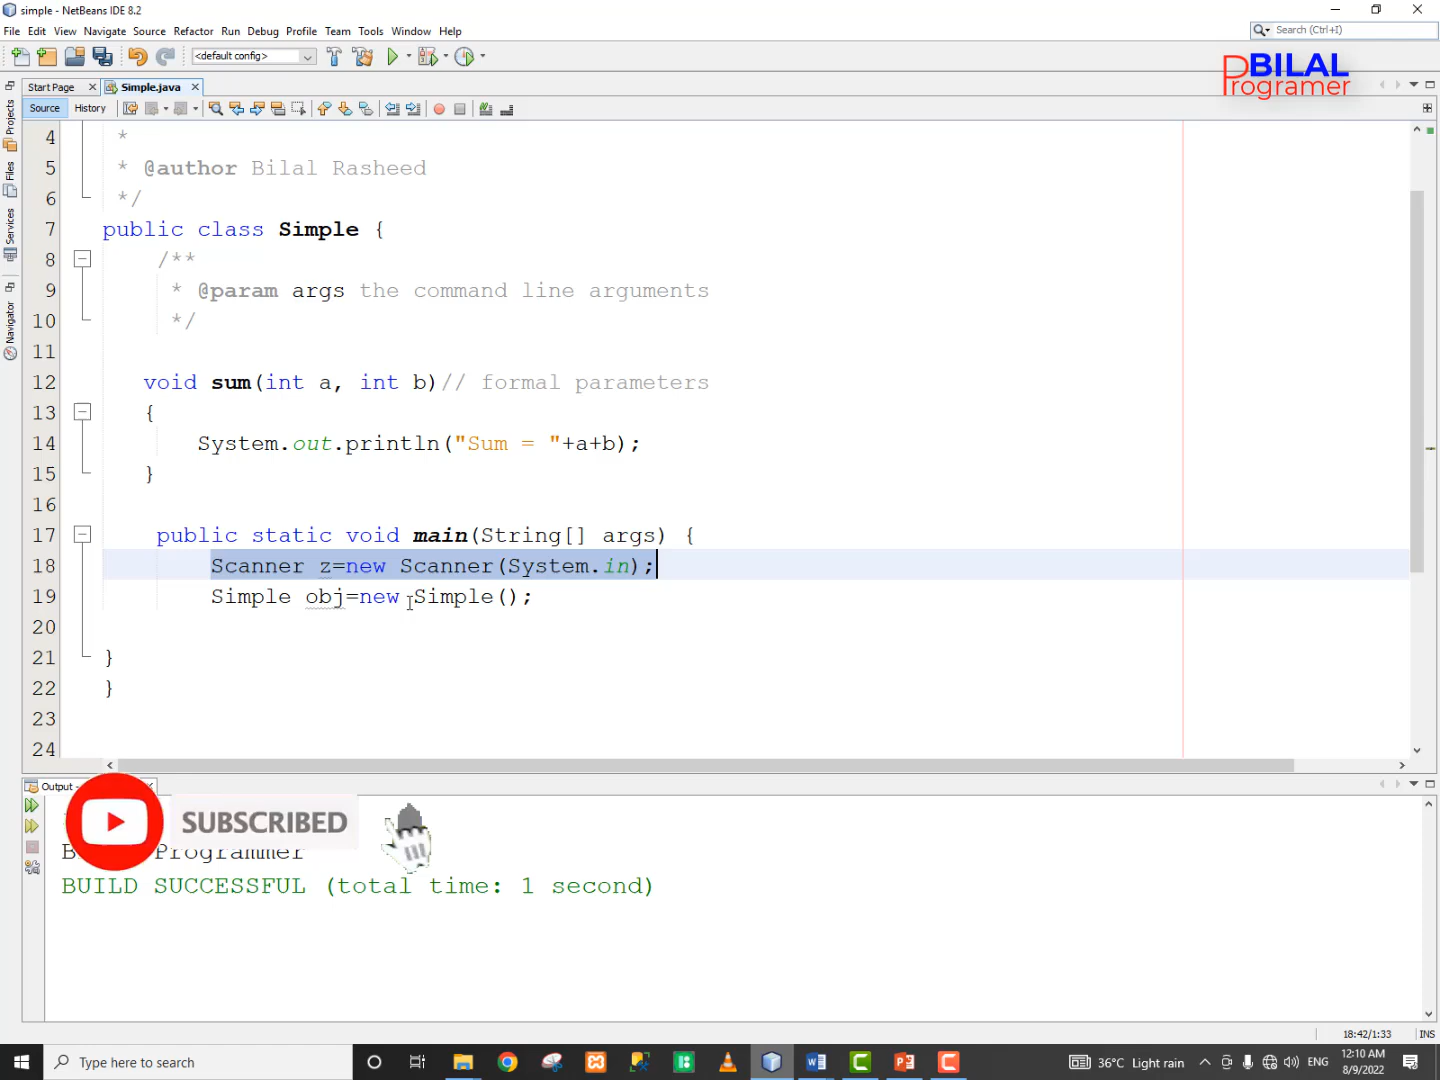 simple - NetBeans IDE 8.2
File Edit View Navigate Source Refactor Run Debug Profile Team Tools Window Help
Search (Ctrl+I)
<default config>
BILAL
Programer
Start Page
Simple.java
Source History
Projects
Files
Services
Navigator
4 *
5 * @author Bilal Rasheed
6 */
7 public class Simple {
8 /**
9 * @param args the command line arguments
10 */
11
12 void sum(int a, int b)// formal parameters
13 {
14 System.out.println("Sum = "+a+b);
15 }
16
17 public static void main(String[] args) {
18 Scanner z=new Scanner(System.in);
19 Simple obj=new Simple();
20
21 }
22 }
23
24
Output -
SUBSCRIBED
Programmer
BUILD SUCCESSFUL (total time: 1 second)
18:42/1:33 INS
Type here to search
36°C Light rain
ENG
12:10 AM
8/9/2022